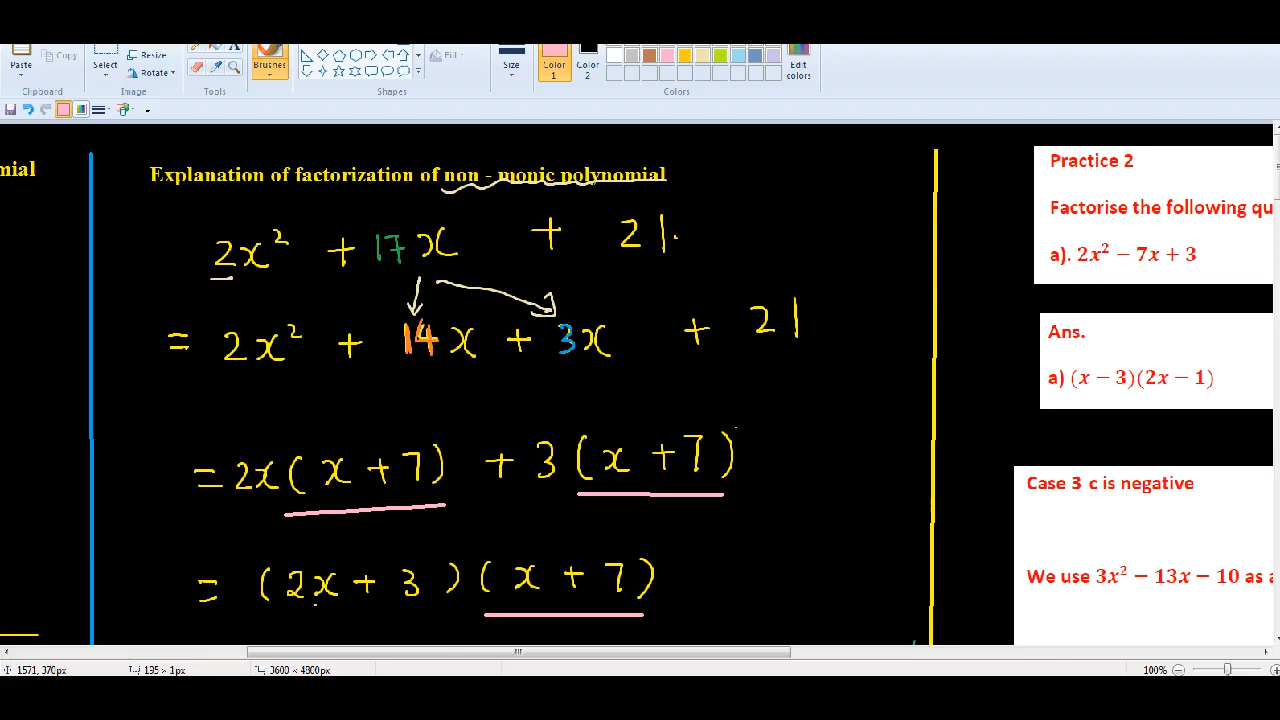 Resize
Copy
Fill
Paste
Select
Rotate
A
Brushes
Size
Color
1
Color
2
Edit
colors
Clipboard
Image
Tools
Shapes
Colors
mial
Explanation of factorization of non - monic polynomial
2x² + 17x + 21.
= 2x² + 14x + 3x + 21
= 2x(x+7) + 3(x+7)
= (2x+3)(x+7)
Practice 2
Factorise the following qu
a). 2x² − 7x + 3
Ans.
a) (x − 3)(2x − 1)
Case 3 c is negative
We use 3x² − 13x − 10 as a
1571, 370px
195 × 1px
3600 × 4800px
100%